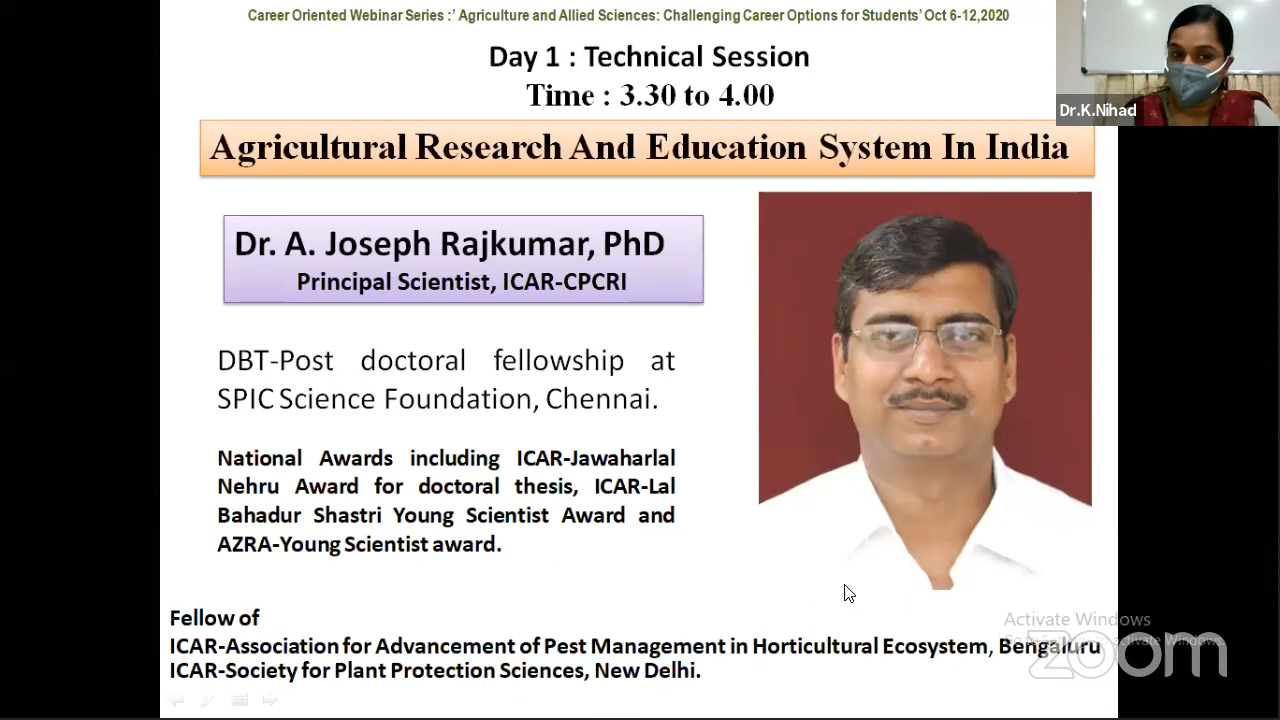 Career Oriented Webinar Series :’ Agriculture and Allied Sciences: Challenging Career Options for Students’ Oct 6-12,2020
Day 1 : Technical Session
Time : 3.30 to 4.00
Dr.K.Nihad
Agricultural Research And Education System In India
Dr. A. Joseph Rajkumar, PhD
Principal Scientist, ICAR-CPCRI
DBT-Post doctoral fellowship at
SPIC Science Foundation, Chennai.
National Awards including ICAR-Jawaharlal
Nehru Award for doctoral thesis, ICAR-Lal
Bahadur Shastri Young Scientist Award and
AZRA-Young Scientist award.
Fellow of
ICAR-Association for Advancement of Pest Management in Horticultural Ecosystem, Bengaluru
ICAR-Society for Plant Protection Sciences, New Delhi.
Activate Windows
zoom